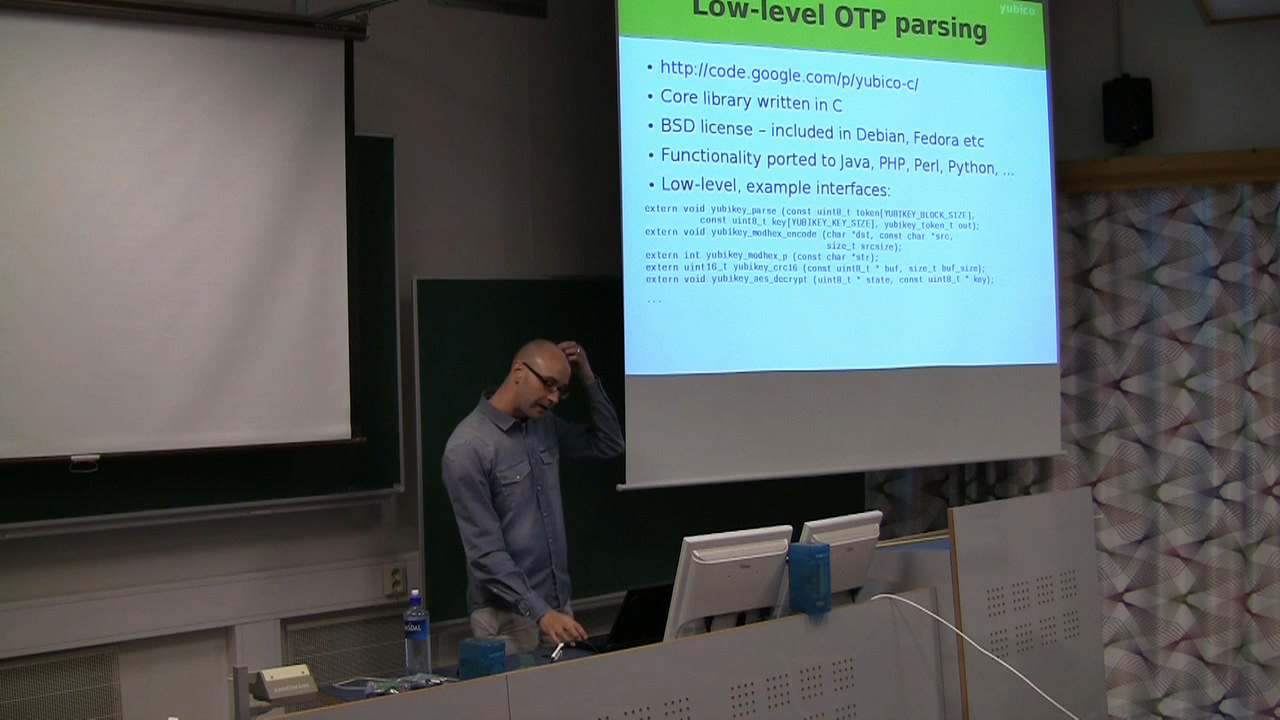 Low-level OTP parsing
yubico
• http://code.google.com/p/yubico-c/
• Core library written in C
• BSD license – included in Debian, Fedora etc
• Functionality ported to Java, PHP, Perl, Python, ...
• Low-level, example interfaces:
extern void yubikey_parse (const uint8_t token[YUBIKEY_BLOCK_SIZE],
const uint8_t key[YUBIKEY_KEY_SIZE], yubikey_token_t out);
extern void yubikey_modhex_encode (char *dst, const char *src,
size_t srcsize);
extern int yubikey_modhex_p (const char *str);
extern uint16_t yubikey_crc16 (const uint8_t * buf, size_t buf_size);
extern void yubikey_aes_decrypt (uint8_t * state, const uint8_t * key);
...